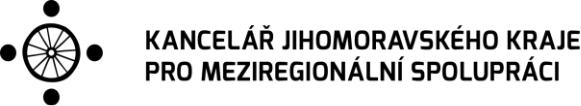 KANCELÁŘ JIHOMORAVSKÉHO KRAJE
PRO MEZIREGIONÁLNÍ SPOLUPRÁCI